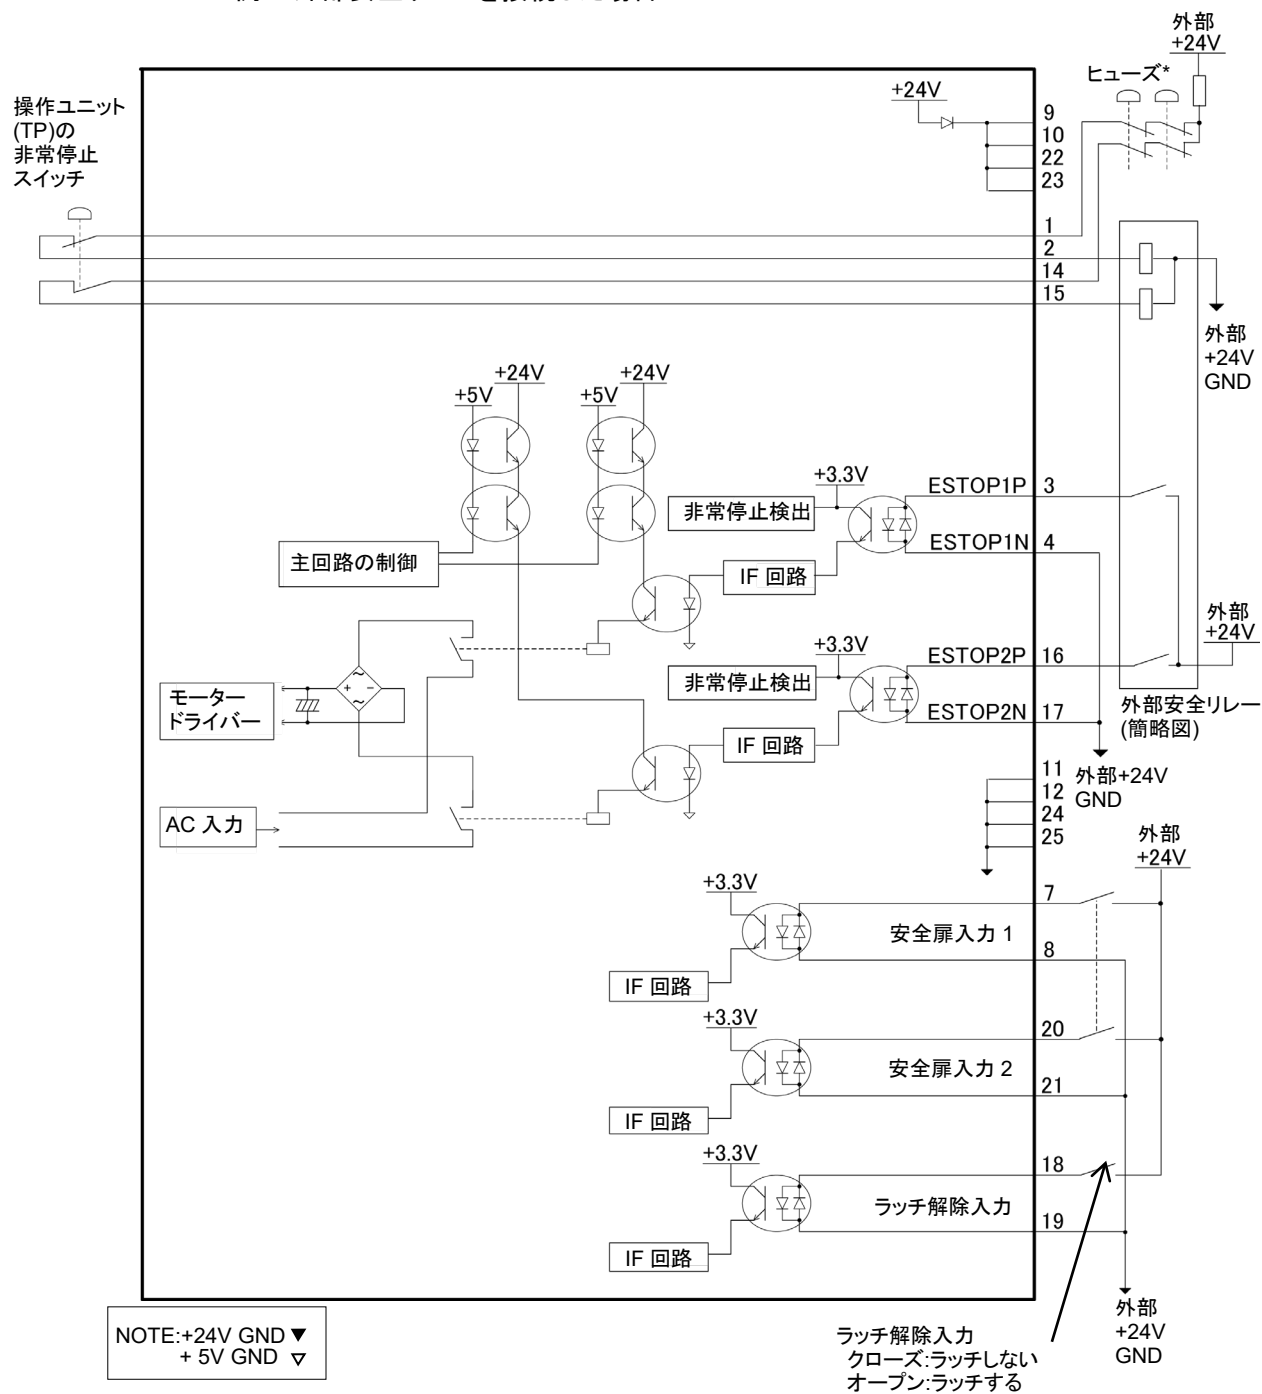 外部
+24V
ヒューズ*
+24V
操作ユニット
(TP)の
非常停止
スイッチ
9
10
22
23
1
2
14
15
外部
+24V
GND
+24V
+5V
+24V
+5V
+3.3V
ESTOP1P
3
非常停止検出
主回路の制御
ESTOP1N
4
IF 回路
外部
+24V
+3.3V
ESTOP2P
16
非常停止検出
モーター
ドライバー
ESTOP2N
17
外部安全リレー
(簡略図)
IF 回路
11
12
24
25
外部+24V
GND
AC 入力
外部
+24V
+3.3V
7
安全扉入力 1
8
IF 回路
+3.3V
20
安全扉入力 2
21
IF 回路
+3.3V
18
ラッチ解除入力
19
IF 回路
外部
+24V
GND
NOTE:+24V GND ▼
+ 5V GND ▽
ラッチ解除入力
クローズ:ラッチしない
オープン:ラッチする